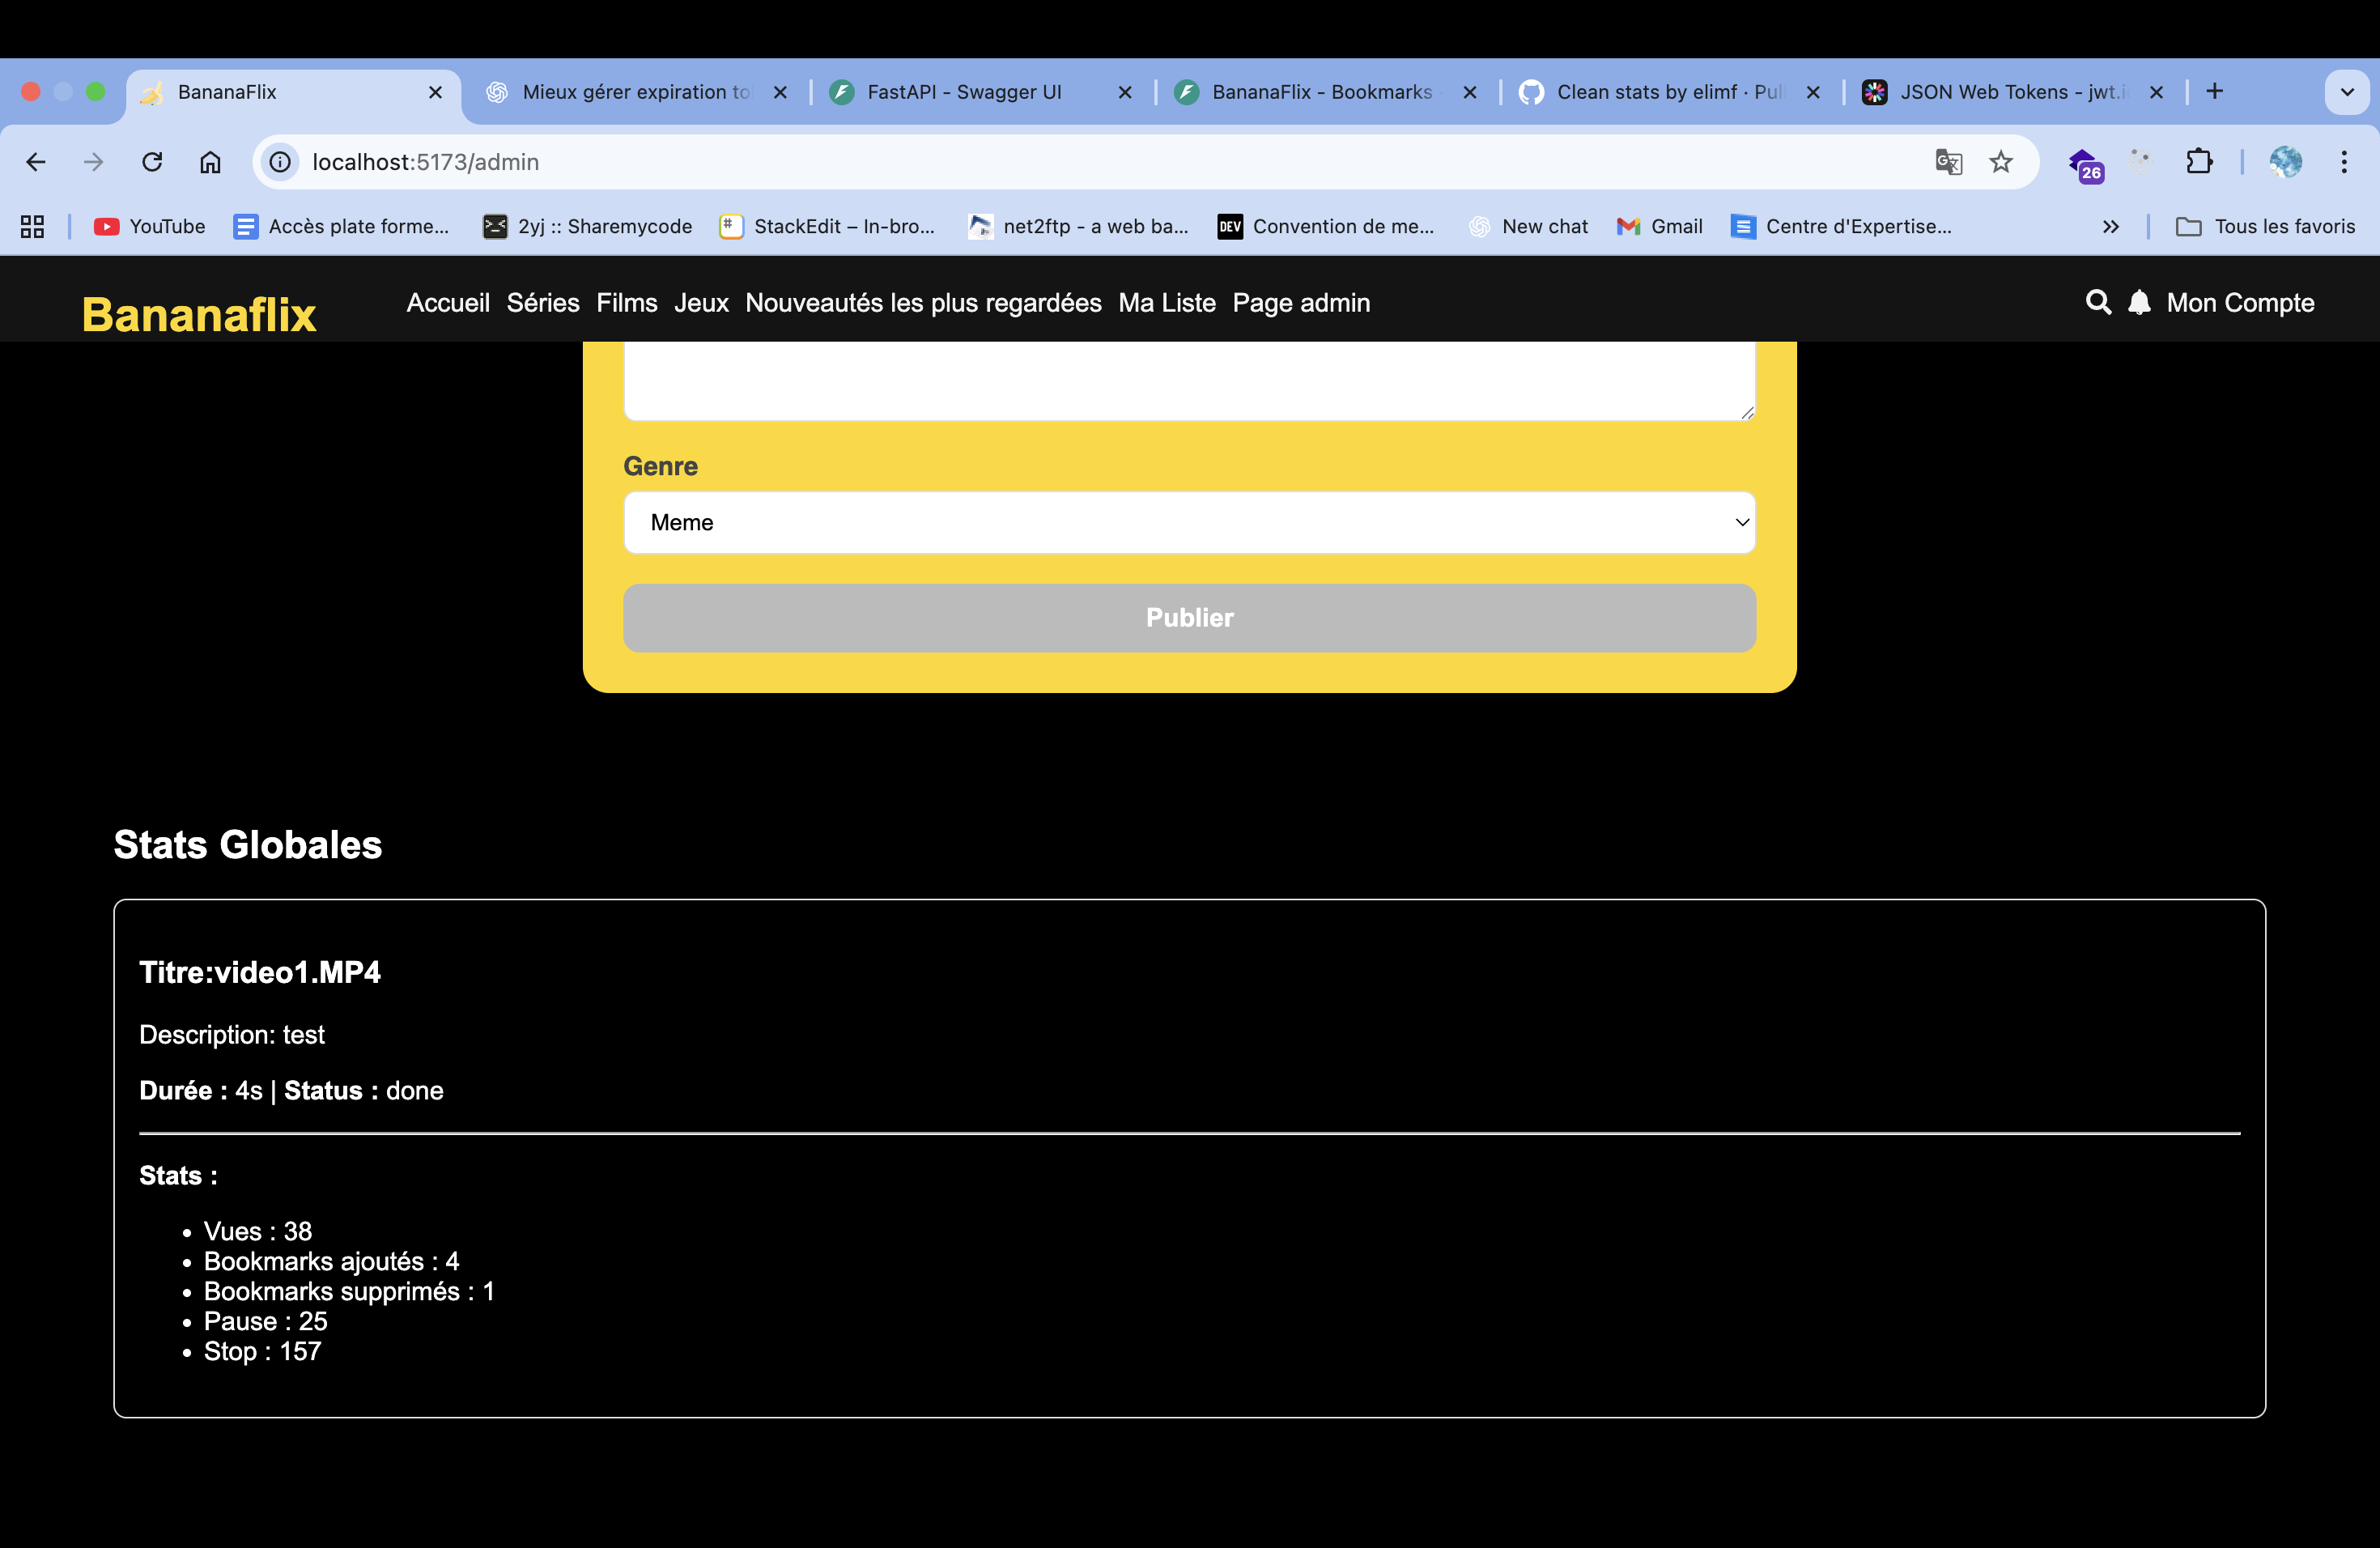 BananaFlix
Mieux gérer expiration to
FastAPI - Swagger UI
BananaFlix - Bookmarks
Clean stats by elimf · Pull
JSON Web Tokens - jwt.i
localhost:5173/admin
26
YouTube
Accès plate forme...
2yj :: Sharemycode
StackEdit – In-bro...
net2ftp - a web ba...
DEV
Convention de me...
New chat
Gmail
Centre d'Expertise...
Tous les favoris
Bananaflix
Accueil Séries Films Jeux Nouveautés les plus regardées Ma Liste Page admin
Mon Compte
Genre
Meme
Publier
Stats Globales
Titre:video1.MP4
Description: test
Durée : 4s | Status : done
Stats :
• Vues : 38
• Bookmarks ajoutés : 4
• Bookmarks supprimés : 1
• Pause : 25
• Stop : 157